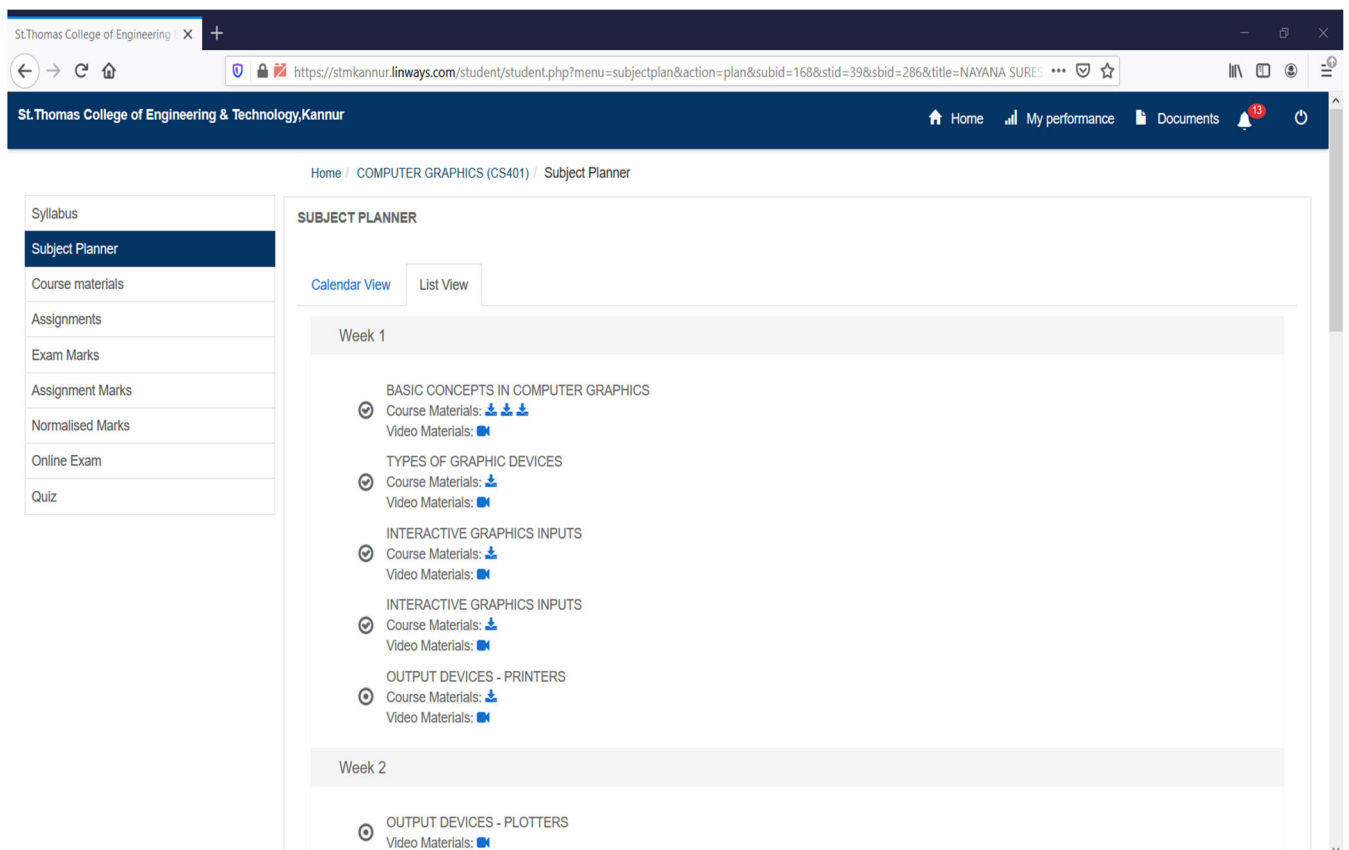 St.Thomas College of Engineering &
https://stmkannur.linways.com/student/student.php?menu=subjectplan&action=plan&subid=168&stid=39&sbid=286&title=NAYANA SURES
St.Thomas College of Engineering & Technology,Kannur
Home My performance Documents 13
Home / COMPUTER GRAPHICS (CS401) / Subject Planner
Syllabus
Subject Planner
Course materials
Assignments
Exam Marks
Assignment Marks
Normalised Marks
Online Exam
Quiz
SUBJECT PLANNER
Calendar View List View
Week 1
BASIC CONCEPTS IN COMPUTER GRAPHICS
Course Materials:
Video Materials:
TYPES OF GRAPHIC DEVICES
Course Materials:
Video Materials:
INTERACTIVE GRAPHICS INPUTS
Course Materials:
Video Materials:
INTERACTIVE GRAPHICS INPUTS
Course Materials:
Video Materials:
OUTPUT DEVICES - PRINTERS
Course Materials:
Video Materials:
Week 2
OUTPUT DEVICES - PLOTTERS
Video Materials: